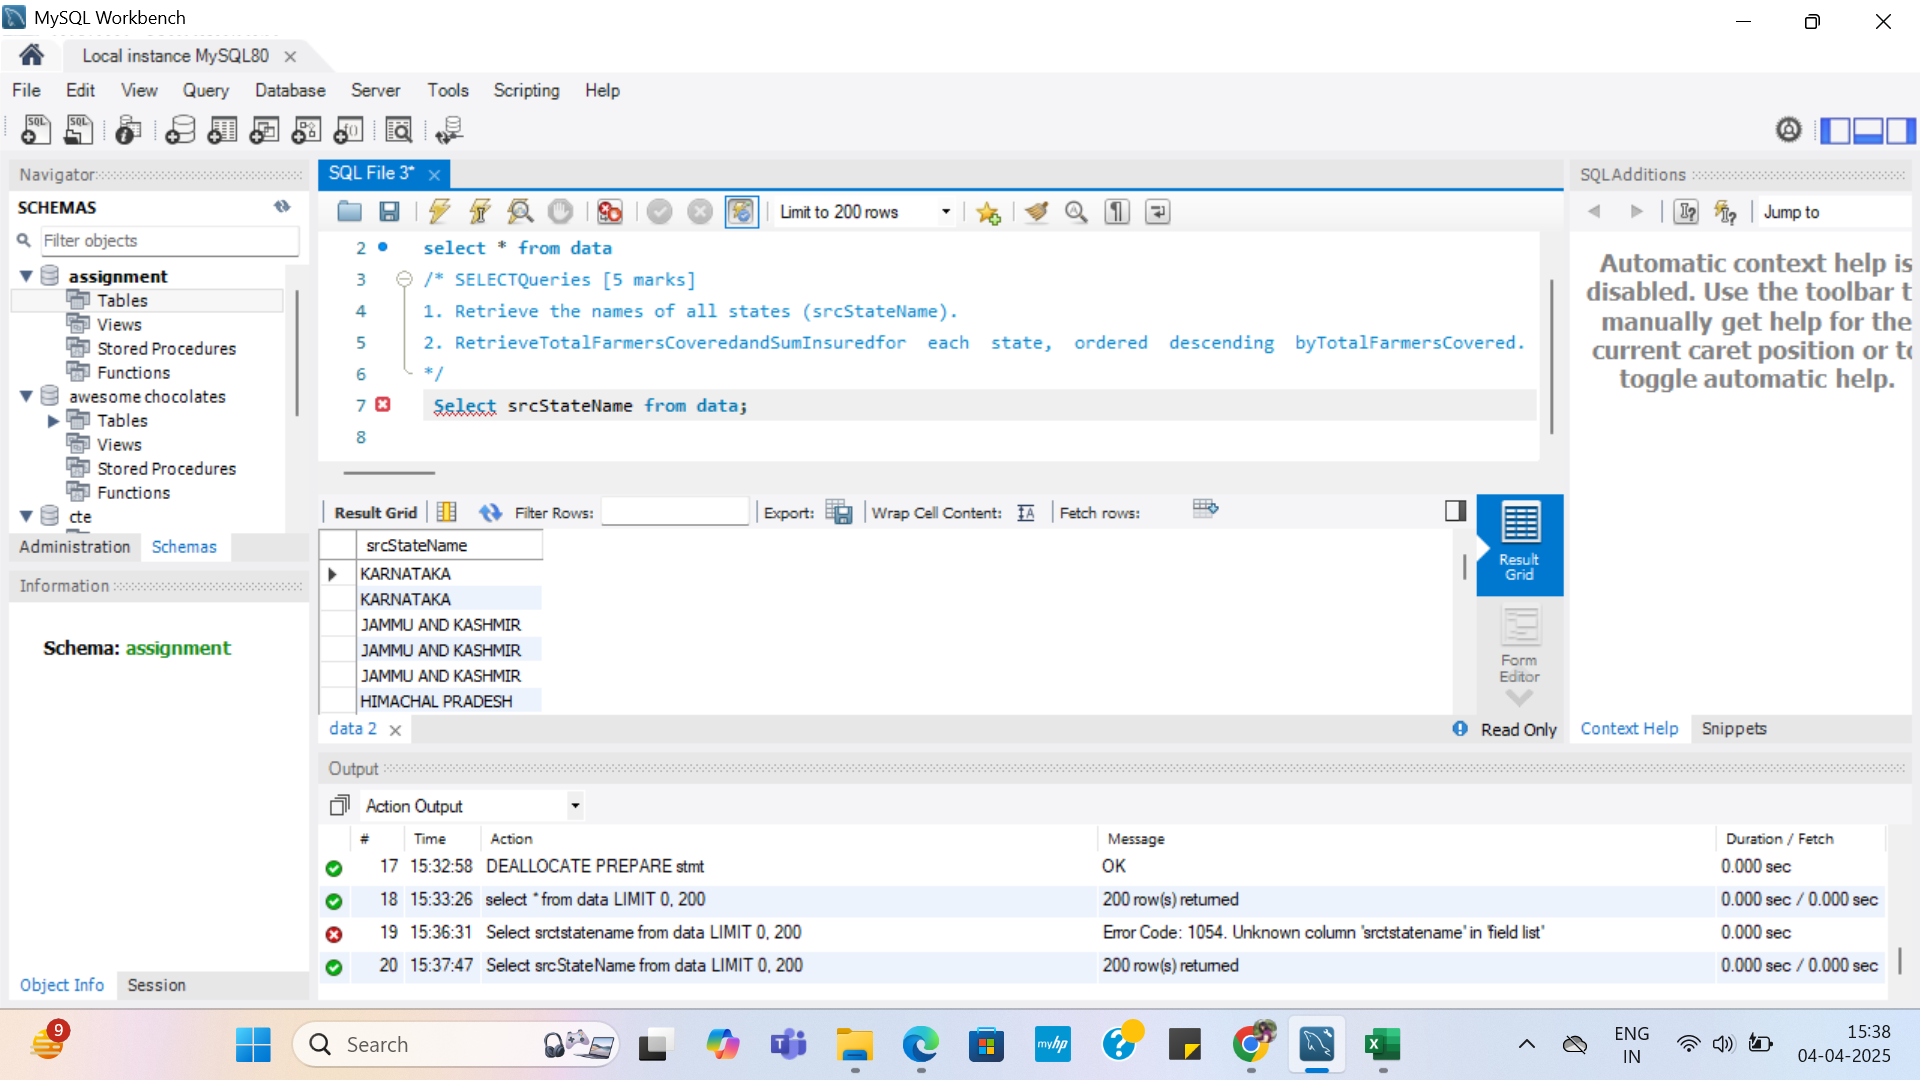 MySQL Workbench
Local instance MySQL80
File Edit View Query Database Server Tools Scripting Help
Navigator
SCHEMAS
Filter objects
assignment
Tables
Views
Stored Procedures
Functions
awesome chocolates
Tables
Views
Stored Procedures
Functions
cte
Administration Schemas
Information
Schema: assignment
Object Info Session
SQL File 3*
Limit to 200 rows
2 select * from data
3 /* SELECTQueries [5 marks]
4 1. Retrieve the names of all states (srcStateName).
5 2. RetrieveTotalFarmersCoveredandSumInsuredfor each state, ordered descending byTotalFarmersCovered.
6 */
7 Select srcStateName from data;
8
Result Grid Filter Rows: Export: Wrap Cell Content: Fetch rows:
srcStateName
KARNATAKA
KARNATAKA
JAMMU AND KASHMIR
JAMMU AND KASHMIR
JAMMU AND KASHMIR
HIMACHAL PRADESH
Result
Grid
Form
Editor
data 2
Read Only
SQLAdditions
Jump to
Automatic context help is
disabled. Use the toolbar t
manually get help for the
current caret position or to
toggle automatic help.
Context Help Snippets
Output
Action Output
# Time Action Message Duration / Fetch
17 15:32:58 DEALLOCATE PREPARE stmt OK 0.000 sec
18 15:33:26 select * from data LIMIT 0, 200 200 row(s) returned 0.000 sec / 0.000 sec
19 15:36:31 Select srctstatename from data LIMIT 0, 200 Error Code: 1054. Unknown column 'srctstatename' in 'field list' 0.000 sec
20 15:37:47 Select srcStateName from data LIMIT 0, 200 200 row(s) returned 0.000 sec / 0.000 sec
9
Search
myhp
ENG
IN
15:38
04-04-2025